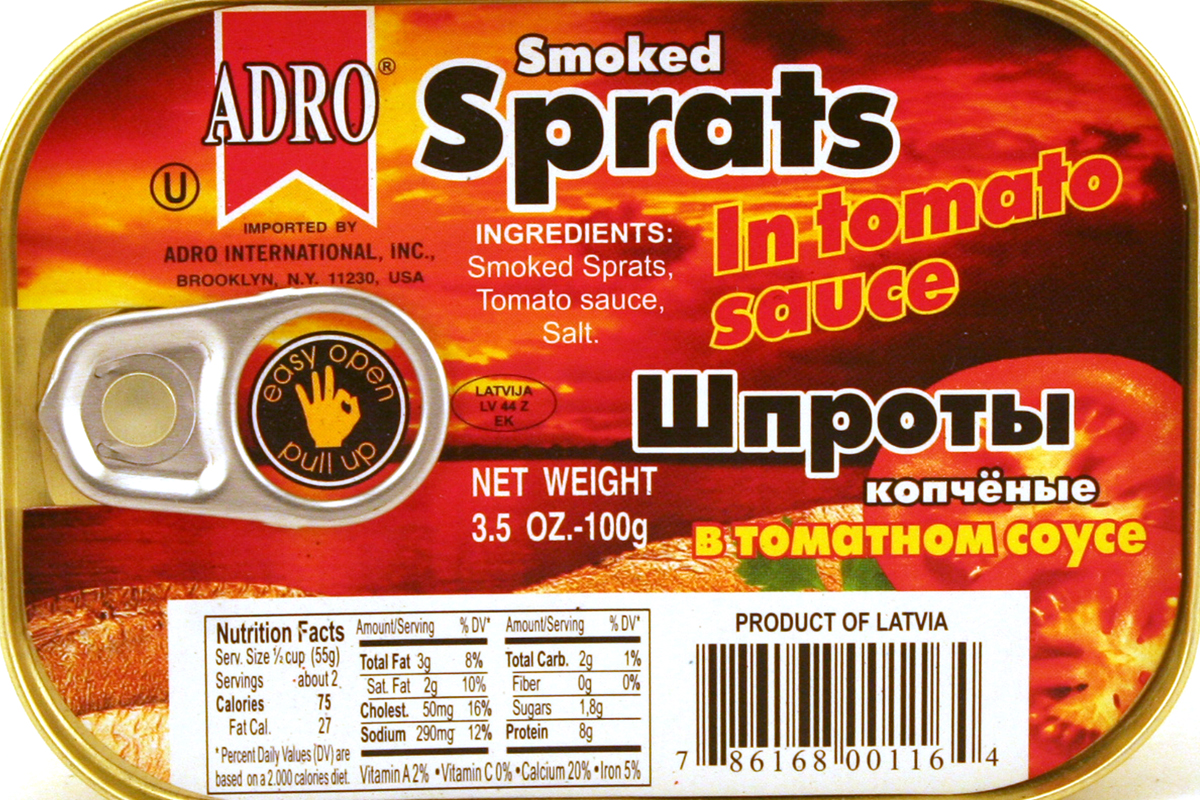 ADRO®
Smoked
Sprats
In tomato
sauce
U
IMPORTED BY
ADRO INTERNATIONAL, INC.,
BROOKLYN, N.Y. 11230, USA
INGREDIENTS:
Smoked Sprats,
Tomato sauce,
Salt.
easy open
pull up
LATVIJA
LV 44 Z
EK
Шпроты
копчёные
в томатном соусе
NET WEIGHT
3.5 OZ.-100g
Nutrition Facts
Serv. Size ½ cup (55g)
Servings - about 2
Calories 75
Fat Cal. 27
*Percent Daily Values (DV) are
based on a 2.000 calories diet.
Amount/Serving % DV*
Total Fat 3g 8%
Sat. Fat 2g 10%
Cholest. 50mg 16%
Sodium 290mg 12%
Amount/Serving % DV*
Total Carb. 2g 1%
Fiber 0g 0%
Sugars 1,8g
Protein 8g
Vitamin A 2% •Vitamin C 0% •Calcium 20% •Iron 5%
PRODUCT OF LATVIA
7 86168 00116 4